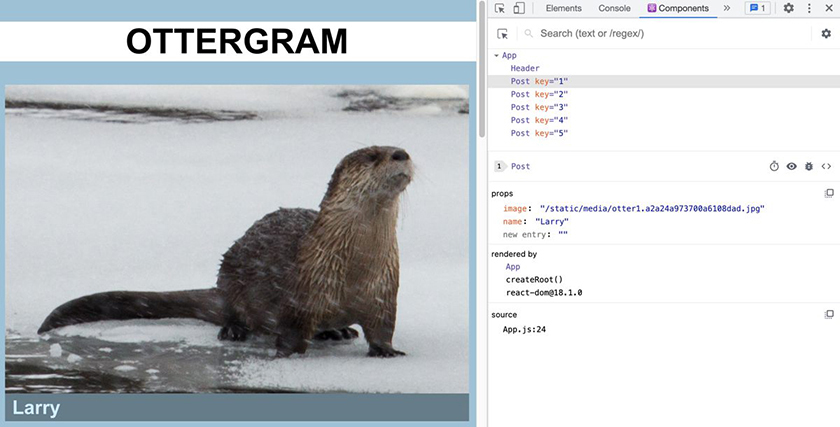 OTTERGRAM
Larry
Elements Console Components » 1
Search (text or /regex/)
App
Header
Post key="1"
Post key="2"
Post key="3"
Post key="4"
Post key="5"
1 Post
props
image: "/static/media/otter1.a2a24a973700a6108dad.jpg"
name: "Larry"
new entry: ""
rendered by
App
createRoot()
react-dom@18.1.0
source
App.js:24